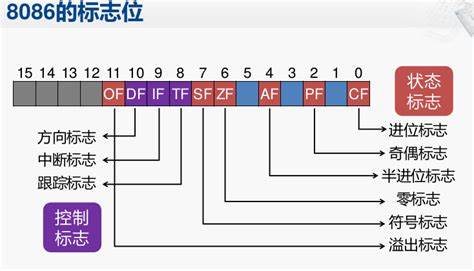 8086的标志位
15 14 13 12 11 10 9 8 7 6 5 4 3 2 1 0
OF DF IF TF SF ZF AF PF CF
状态
标志
方向标志
进位标志
中断标志
奇偶标志
跟踪标志
半进位标志
控制
标志
零标志
符号标志
溢出标志